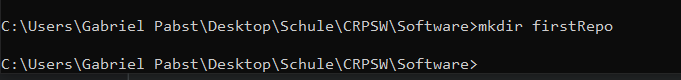 C:\Users\Gabriel Pabst\Desktop\Schule\CRPSW\Software>mkdir firstRepo
C:\Users\Gabriel Pabst\Desktop\Schule\CRPSW\Software>